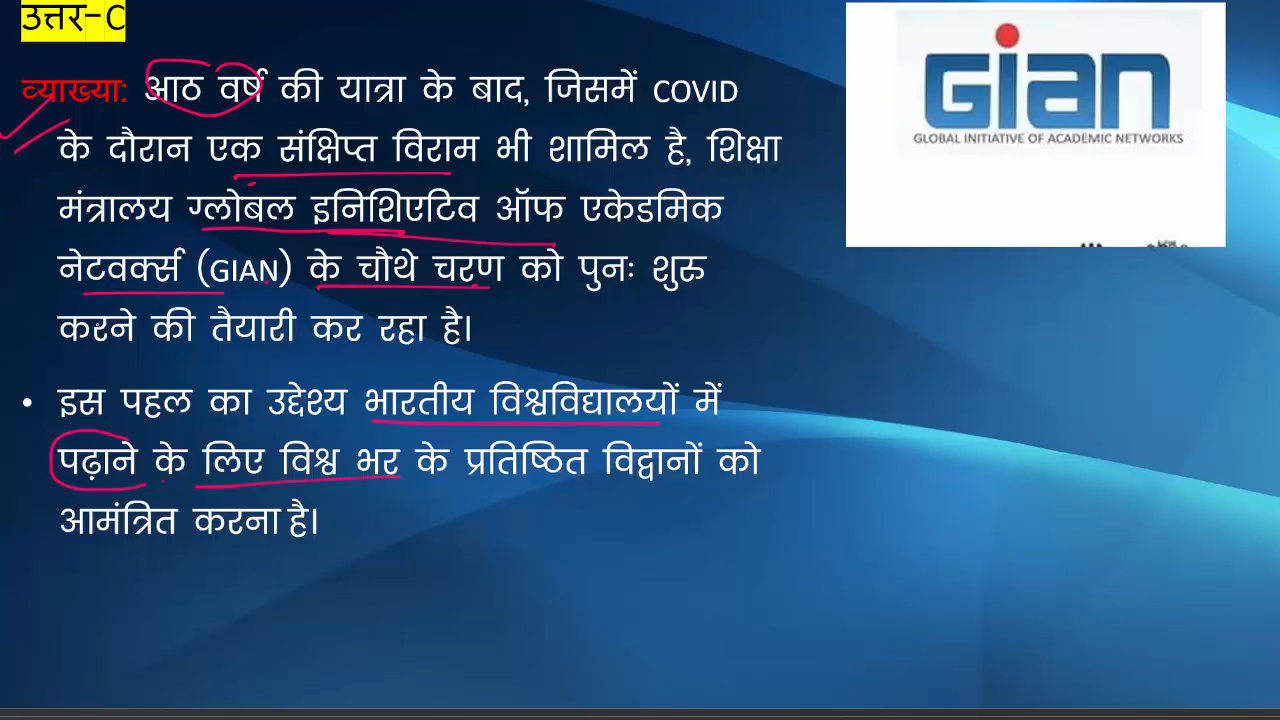 उत्तर-C
व्याख्या: आठ वर्ष की यात्रा के बाद, जिसमें COVID
के दौरान एक संक्षिप्त विराम भी शामिल है, शिक्षा
मंत्रालय ग्लोबल इनिशिएटिव ऑफ एकेडमिक
नेटवर्क्स (GIAN) के चौथे चरण को पुनः शुरु
करने की तैयारी कर रहा है।
• इस पहल का उद्देश्य भारतीय विश्वविद्यालयों में
पढ़ाने के लिए विश्व भर के प्रतिष्ठित विद्वानों को
आमंत्रित करना है।
Gian
GLOBAL INITIATIVE OF ACADEMIC NETWORKS